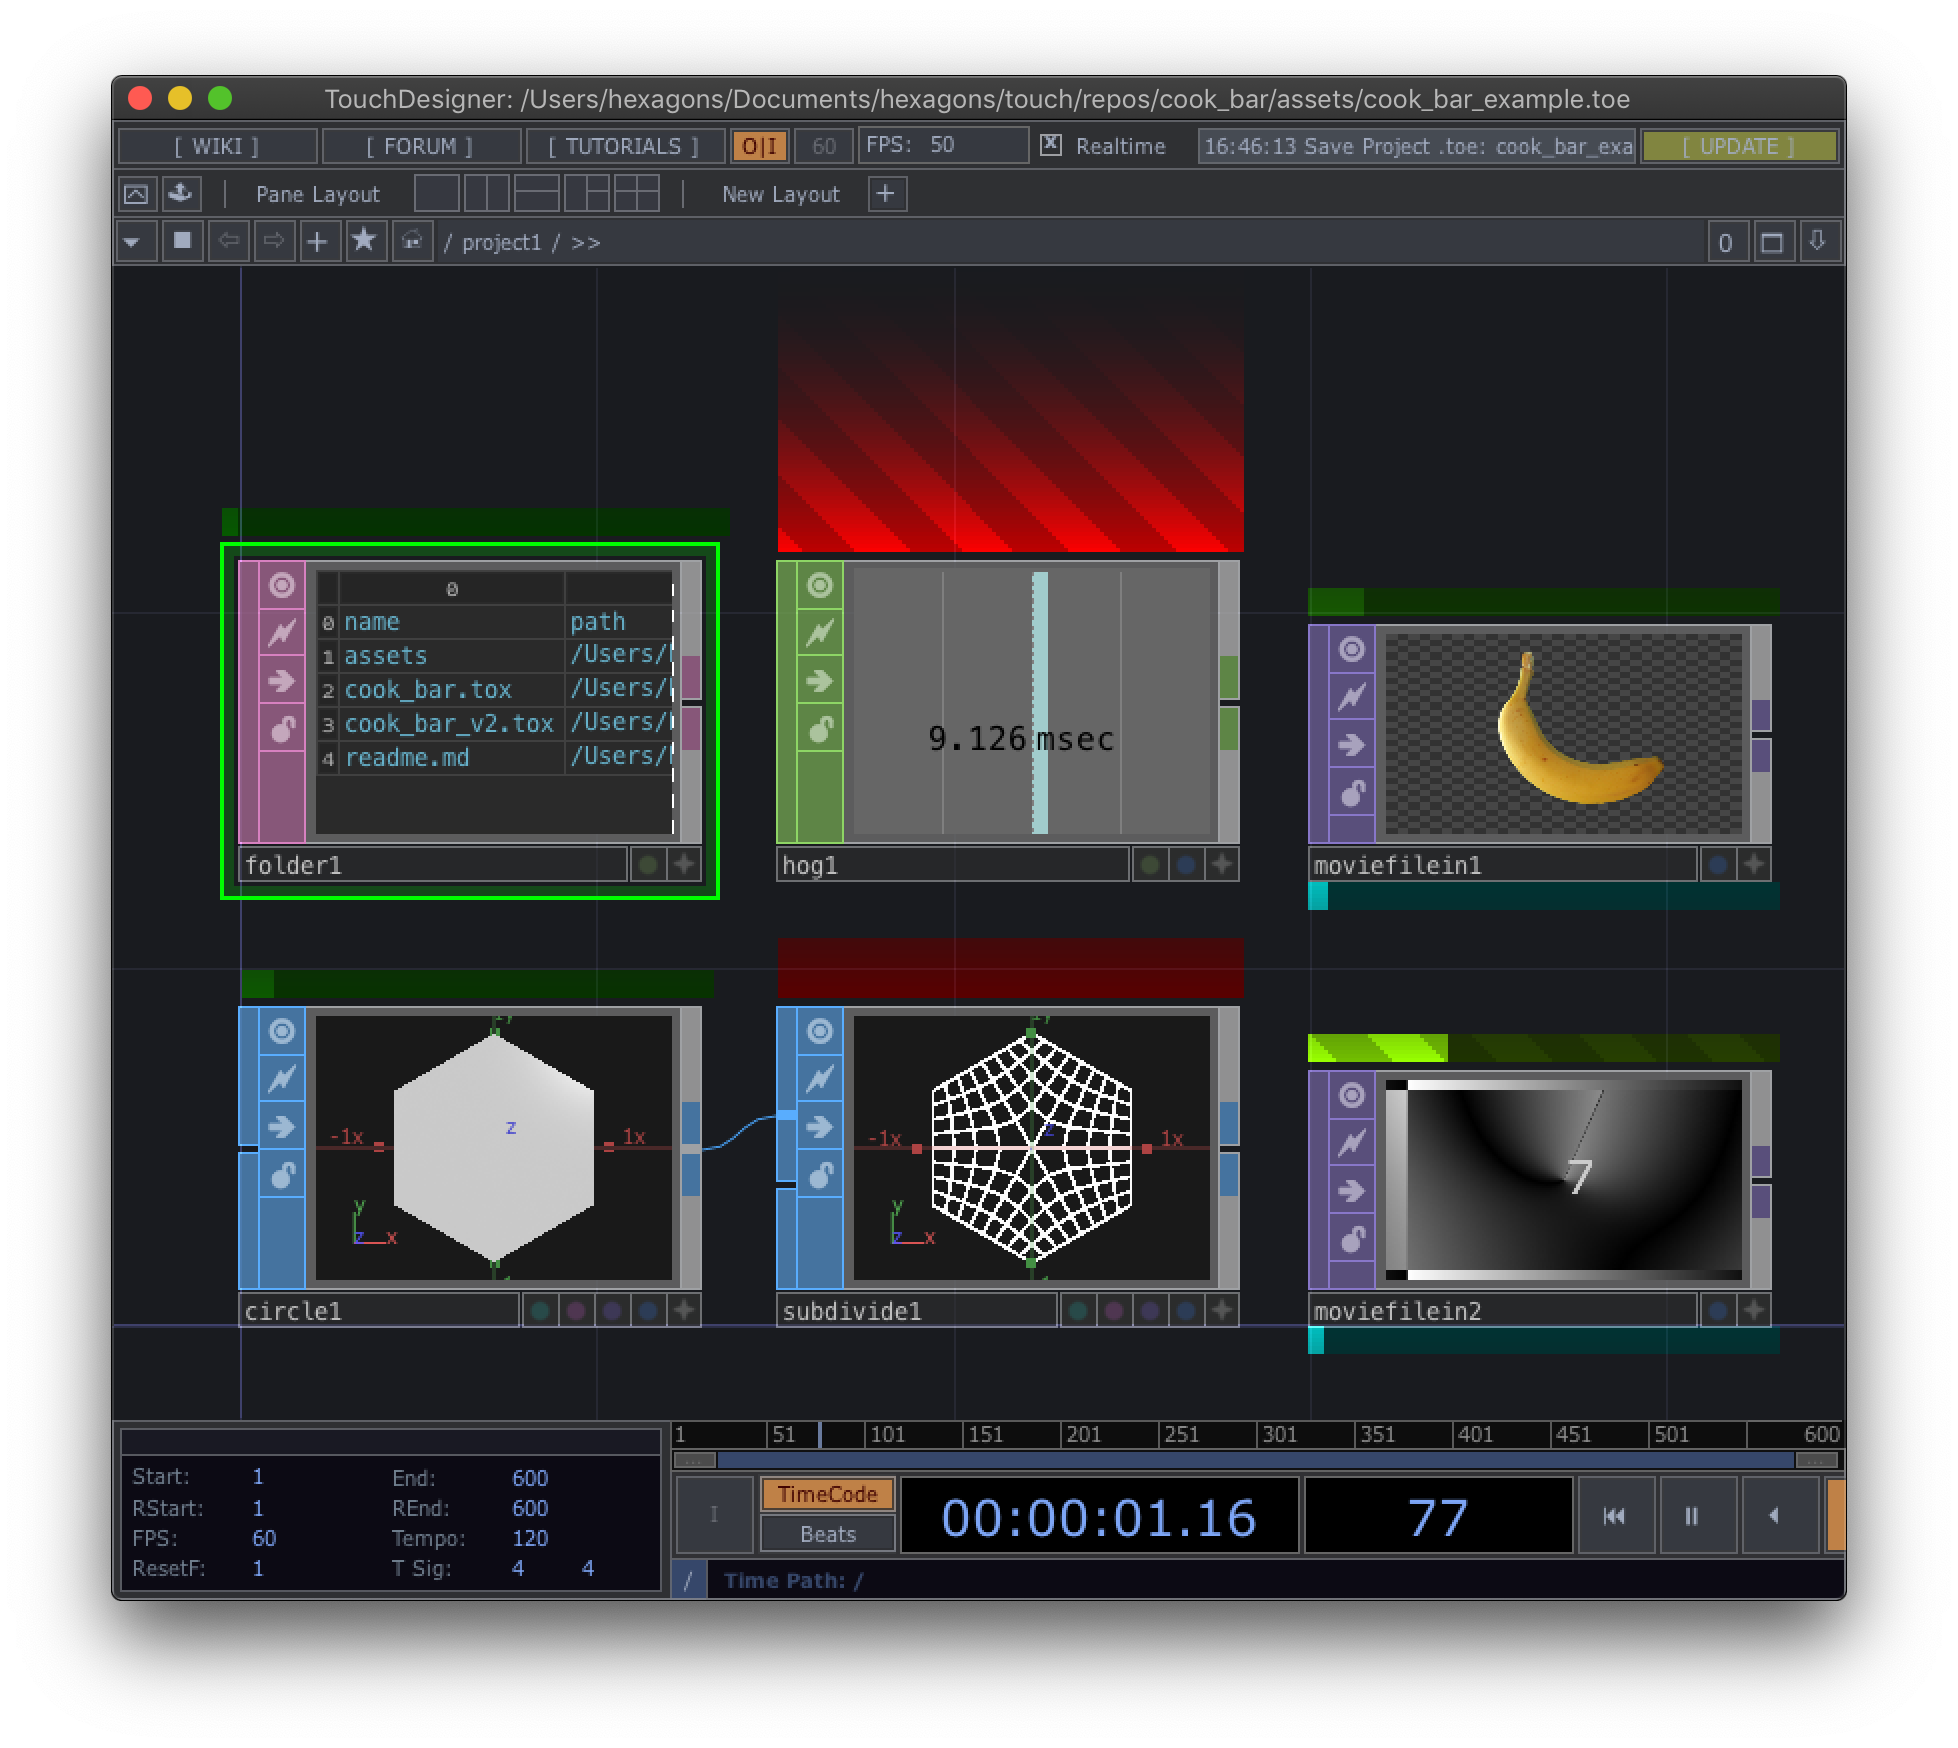 TouchDesigner: /Users/hexagons/Documents/hexagons/touch/repos/cook_bar/assets/cook_bar_example.toe
[ WIKI ] [ FORUM ] [ TUTORIALS ] O|I 60 FPS: 50 Realtime 16:46:13 Save Project .toe: cook_bar_exa [ UPDATE ]
Pane Layout New Layout +
/ project1 / >> 0
0
0 name path
1 assets /Users/
2 cook_bar.tox /Users/
3 cook_bar_v2.tox /Users/
4 readme.md /Users/
folder1
9.126 msec
hog1
moviefilein1
-1x z 1x
y
z x
circle1
-1x z 1x
y
z x
subdivide1
7
moviefilein2
1 51 101 151 201 251 301 351 401 451 501 600
Start: 1 End: 600
RStart: 1 REnd: 600
FPS: 60 Tempo: 120
ResetF: 1 T Sig: 4 4
I
TimeCode
Beats
00:00:01.16
77
/ Time Path: /